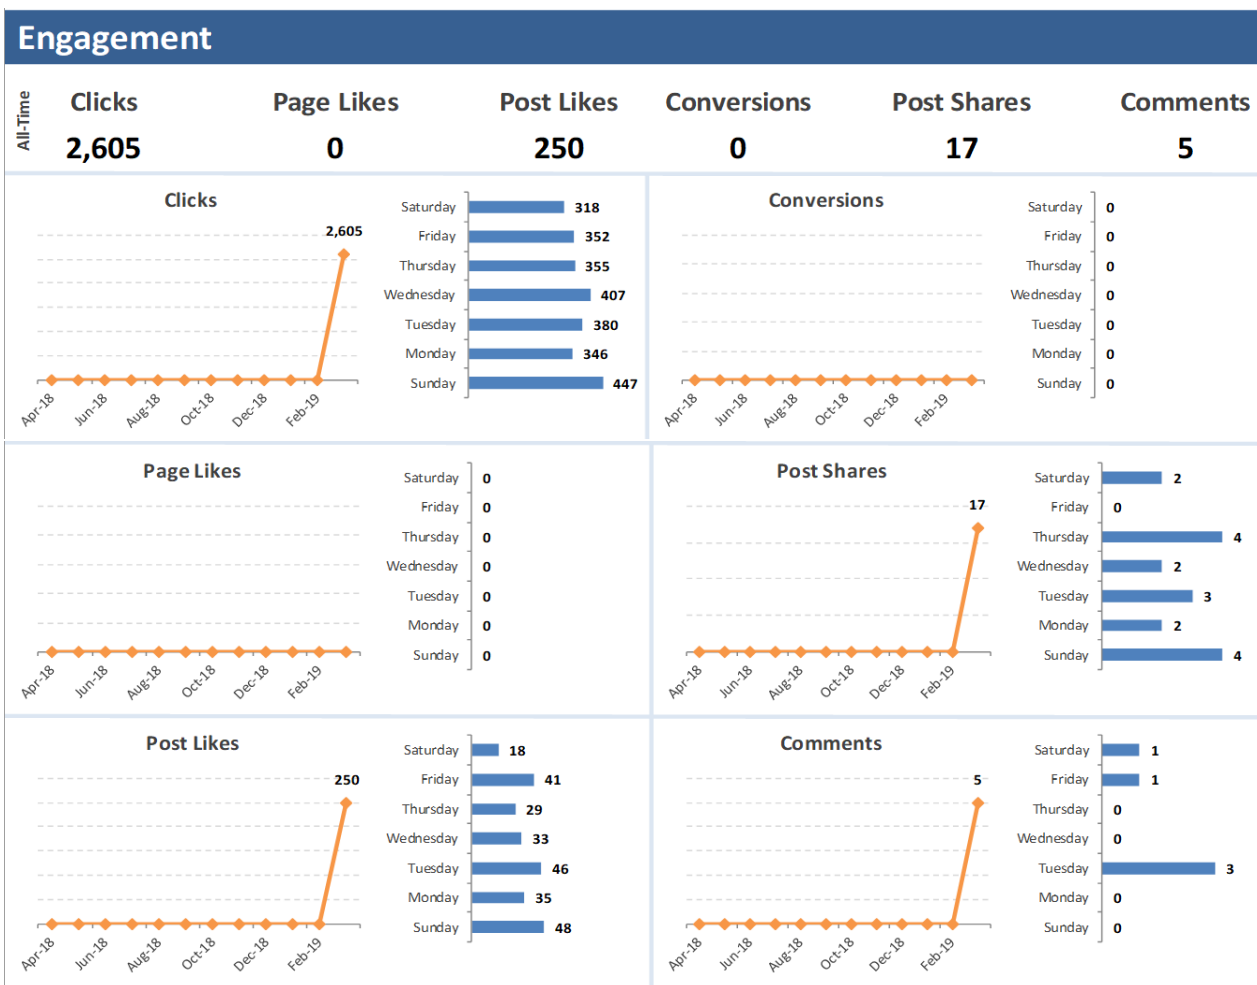 Engagement
All-Time
Clicks Page Likes Post Likes Conversions Post Shares Comments
2,605 0 250 0 17 5
Clicks
2,605
Apr-18 Jun-18 Aug-18 Oct-18 Dec-18 Feb-19
Saturday 318
Friday 352
Thursday 355
Wednesday 407
Tuesday 380
Monday 346
Sunday 447
Conversions
Apr-18 Jun-18 Aug-18 Oct-18 Dec-18 Feb-19
Saturday 0
Friday 0
Thursday 0
Wednesday 0
Tuesday 0
Monday 0
Sunday 0
Page Likes
Apr-18 Jun-18 Aug-18 Oct-18 Dec-18 Feb-19
Saturday 0
Friday 0
Thursday 0
Wednesday 0
Tuesday 0
Monday 0
Sunday 0
Post Shares
17
Apr-18 Jun-18 Aug-18 Oct-18 Dec-18 Feb-19
Saturday 2
Friday 0
Thursday 4
Wednesday 2
Tuesday 3
Monday 2
Sunday 4
Post Likes
250
Apr-18 Jun-18 Aug-18 Oct-18 Dec-18 Feb-19
Saturday 18
Friday 41
Thursday 29
Wednesday 33
Tuesday 46
Monday 35
Sunday 48
Comments
5
Apr-18 Jun-18 Aug-18 Oct-18 Dec-18 Feb-19
Saturday 1
Friday 1
Thursday 0
Wednesday 0
Tuesday 3
Monday 0
Sunday 0